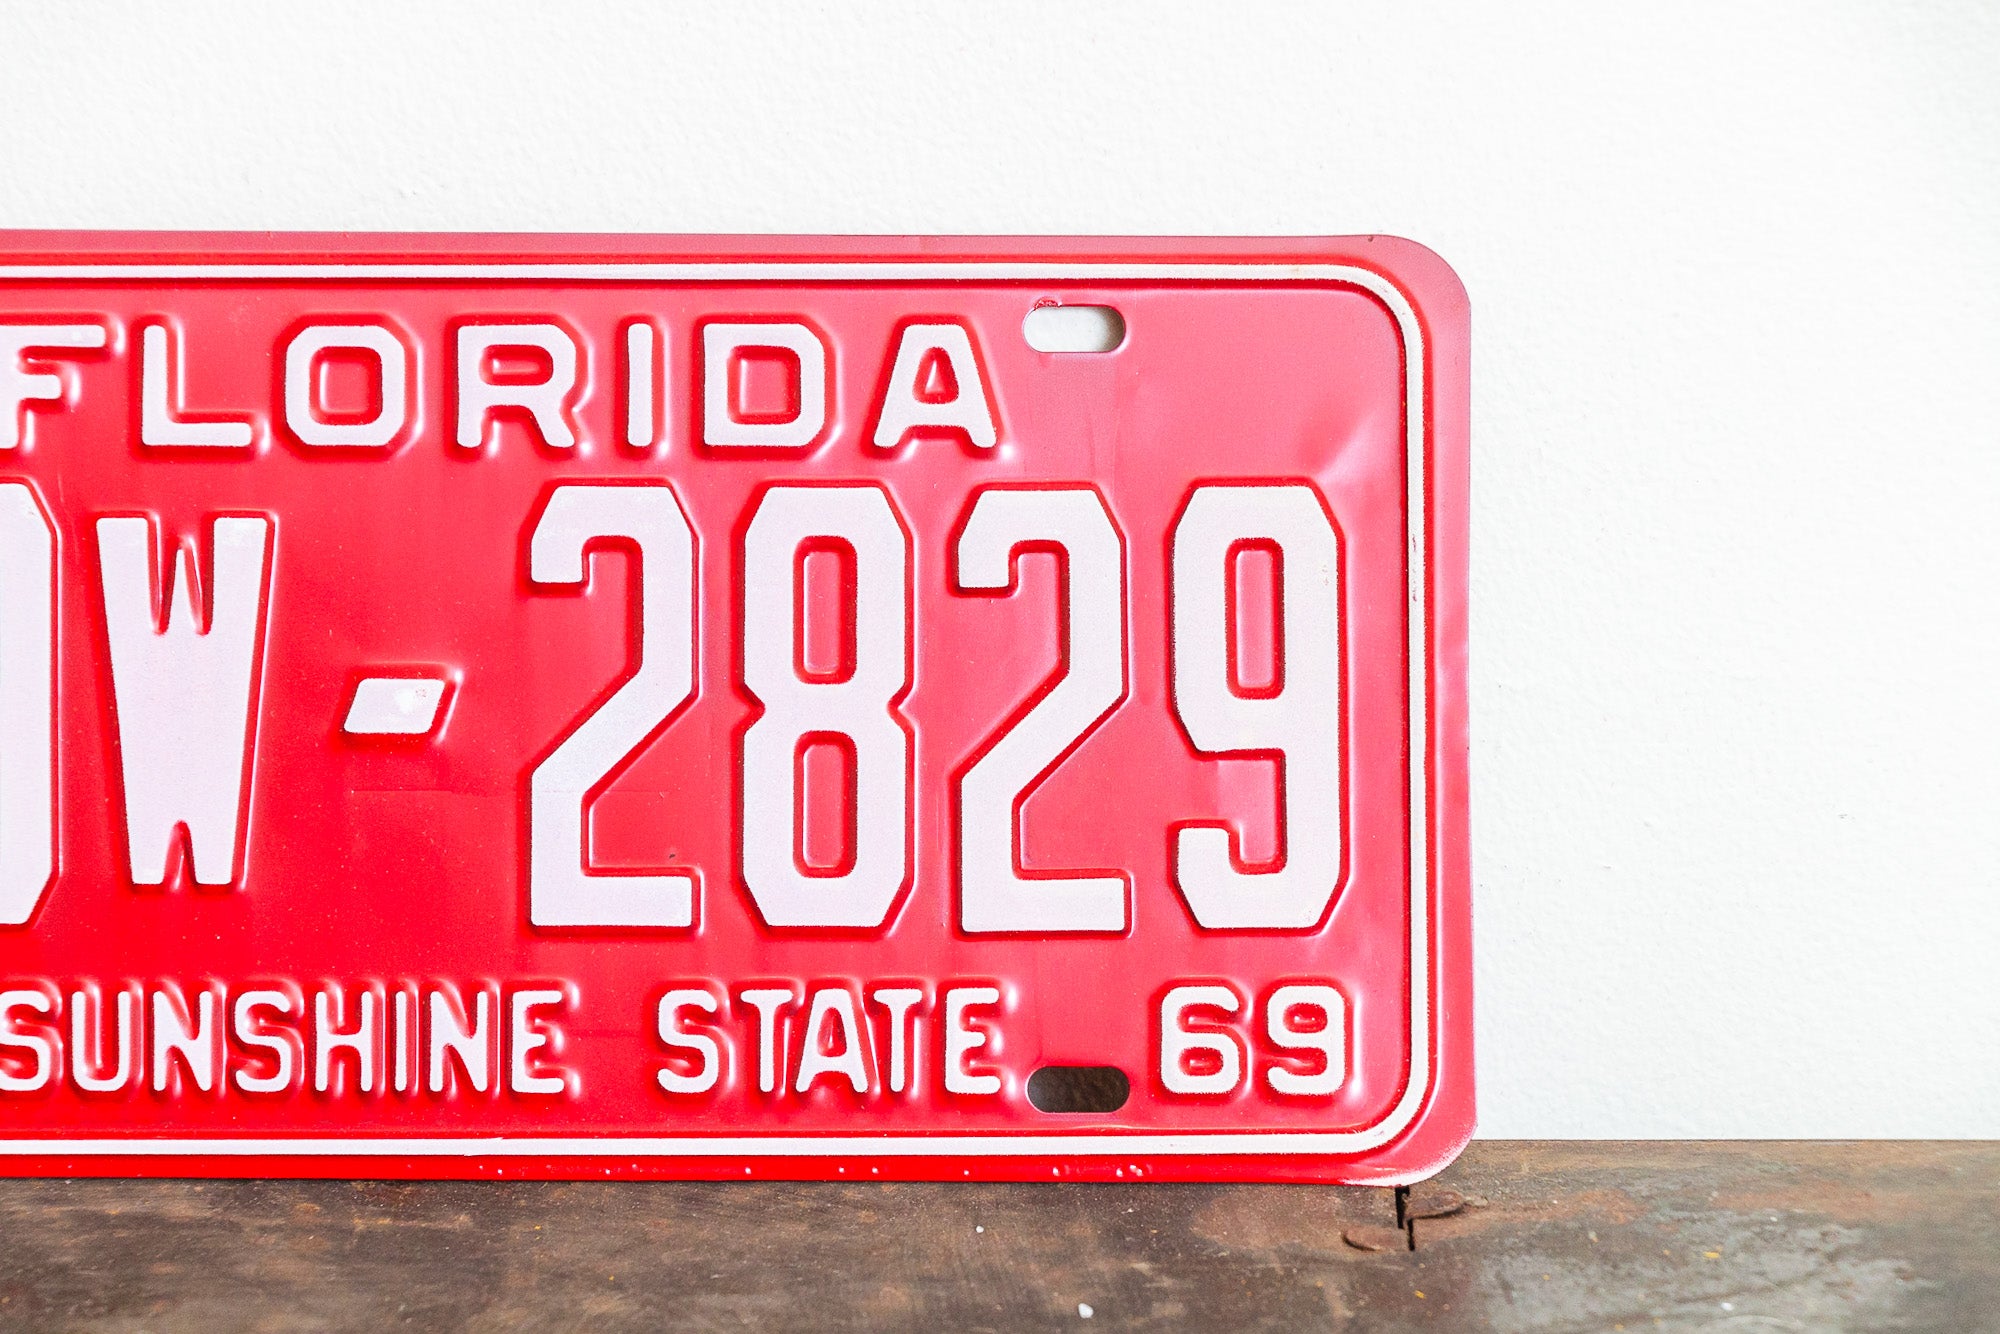 FLORIDA
W-2829
SUNSHINE STATE 69